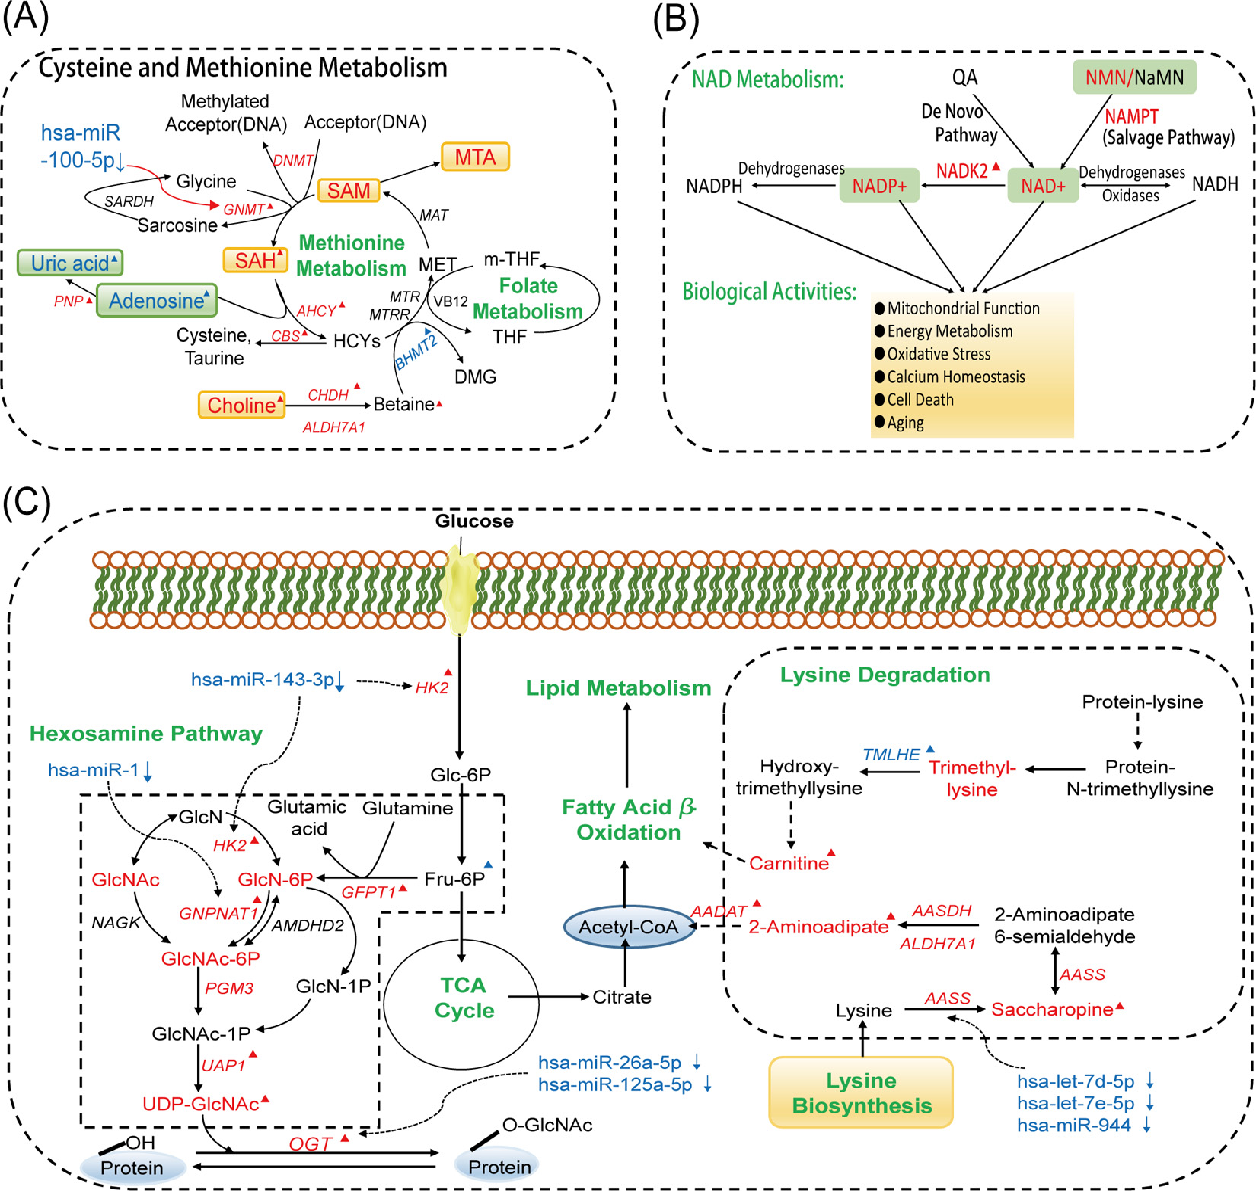 (A)
Cysteine and Methionine Metabolism
Methylated
Acceptor(DNA)
Acceptor(DNA)
hsa-miR
-100-5p↓
DNMT
MTA
Glycine
SAM
SARDH
GNMT▲
MAT
Sarcosine
Methionine
Metabolism
SAH▲
Uric acid▲
MET
m-THF
Folate
Metabolism
PNP▲
Adenosine▲
MTR
MTRR
VB12
AHCY▲
THF
Cysteine,
Taurine
CBS▲
HCYs
BHMT2▲
DMG
Choline▲
CHDH▲
ALDH7A1
Betaine▲
(B)
NAD Metabolism:
QA
NMN/NaMN
De Novo
Pathway
NAMPT
(Salvage Pathway)
NADPH
Dehydrogenases
NADP+
NADK2▲
NAD+
Dehydrogenases
Oxidases
NADH
Biological Activities:
●Mitochondrial Function
●Energy Metabolism
●Oxidative Stress
●Calcium Homeostasis
●Cell Death
●Aging
(C)
Glucose
hsa-miR-143-3p↓
HK2▲
Lipid Metabolism
Lysine Degradation
Protein-lysine
Hexosamine Pathway
hsa-miR-1↓
Glc-6P
Hydroxy-
trimethyllysine
TMLHE▲
Trimethyl-
lysine
Protein-
N-trimethyllysine
GlcN
Glutamic
acid
Glutamine
Fatty Acid β-
Oxidation
HK2▲
Carnitine▲
GlcNAc
GlcN-6P
GFPT1▲
Fru-6P▲
NAGK
GNPNAT1▲
AMDHD2
Acetyl-CoA
AADAT▲
2-Aminoadipate▲
AASDH
ALDH7A1
2-Aminoadipate
6-semialdehyde
GlcNAc-6P
PGM3
GlcN-1P
TCA
Cycle
Citrate
AASS
AASS
Lysine
Saccharopine▲
GlcNAc-1P
UAP1▲
hsa-miR-26a-5p ↓
hsa-miR-125a-5p ↓
Lysine
Biosynthesis
hsa-let-7d-5p ↓
hsa-let-7e-5p ↓
hsa-miR-944 ↓
UDP-GlcNAc▲
OH
Protein
OGT ▲
O-GlcNAc
Protein